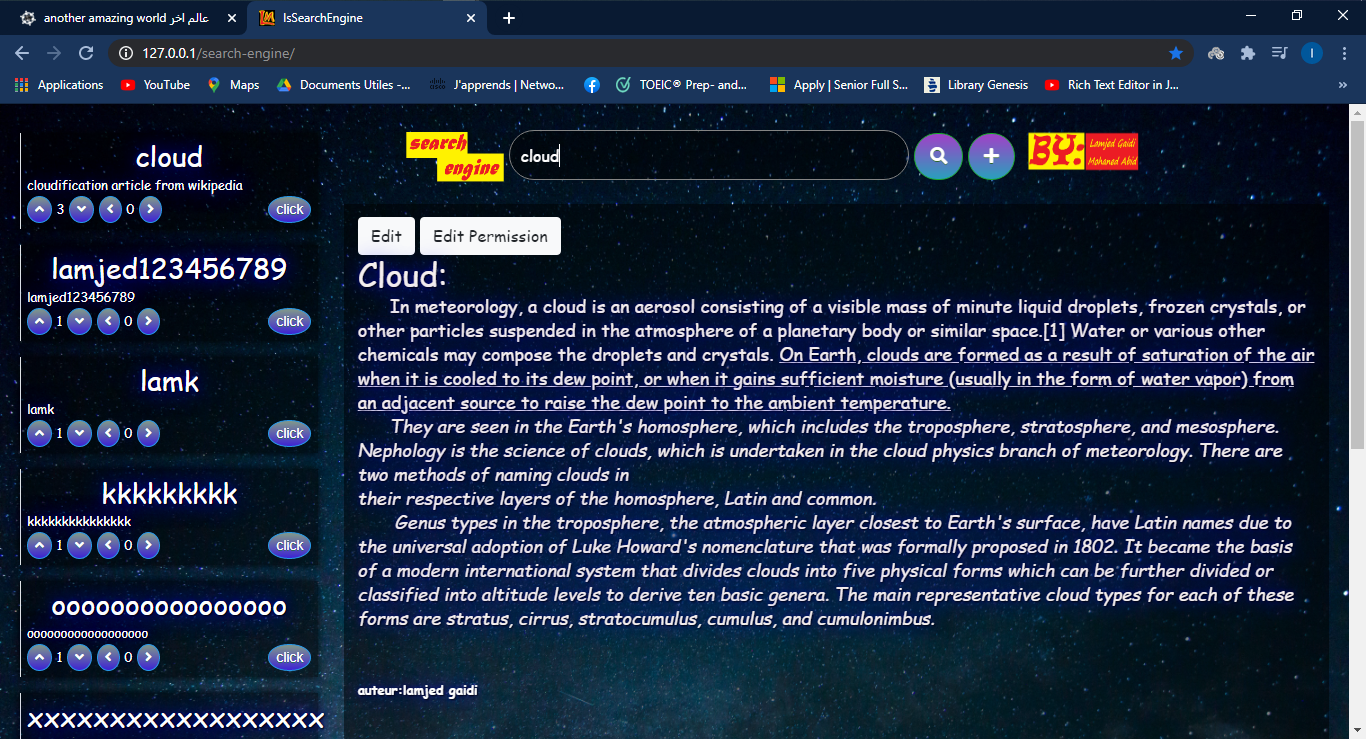 another amazing world عالم اخر
IsSearchEngine
127.0.0.1/search-engine/
I
Applications
YouTube
Maps
Documents Utiles -...
J'apprends | Netwo...
TOEIC® Prep- and...
Apply | Senior Full S...
Library Genesis
Rich Text Editor in J...
»
search
engine
cloud
BY:
Lamjed Gaidi
Mohaned Abid
cloud
cloudification article from wikipedia
3 0 click
lamjed123456789
lamjed123456789
1 0 click
lamk
lamk
1 0 click
kkkkkkkkk
kkkkkkkkkkkkkkk
1 0 click
oooooooooooooooo
ooooooooooooooooo
1 0 click
xxxxxxxxxxxxxxxxxx
Edit
Edit Permission
Cloud:
In meteorology, a cloud is an aerosol consisting of a visible mass of minute liquid droplets, frozen crystals, or
other particles suspended in the atmosphere of a planetary body or similar space.[1] Water or various other
chemicals may compose the droplets and crystals. On Earth, clouds are formed as a result of saturation of the air
when it is cooled to its dew point, or when it gains sufficient moisture (usually in the form of water vapor) from
an adjacent source to raise the dew point to the ambient temperature.
They are seen in the Earth's homosphere, which includes the troposphere, stratosphere, and mesosphere.
Nephology is the science of clouds, which is undertaken in the cloud physics branch of meteorology. There are
two methods of naming clouds in
their respective layers of the homosphere, Latin and common.
Genus types in the troposphere, the atmospheric layer closest to Earth's surface, have Latin names due to
the universal adoption of Luke Howard's nomenclature that was formally proposed in 1802. It became the basis
of a modern international system that divides clouds into five physical forms which can be further divided or
classified into altitude levels to derive ten basic genera. The main representative cloud types for each of these
forms are stratus, cirrus, stratocumulus, cumulus, and cumulonimbus.
auteur:lamjed gaidi